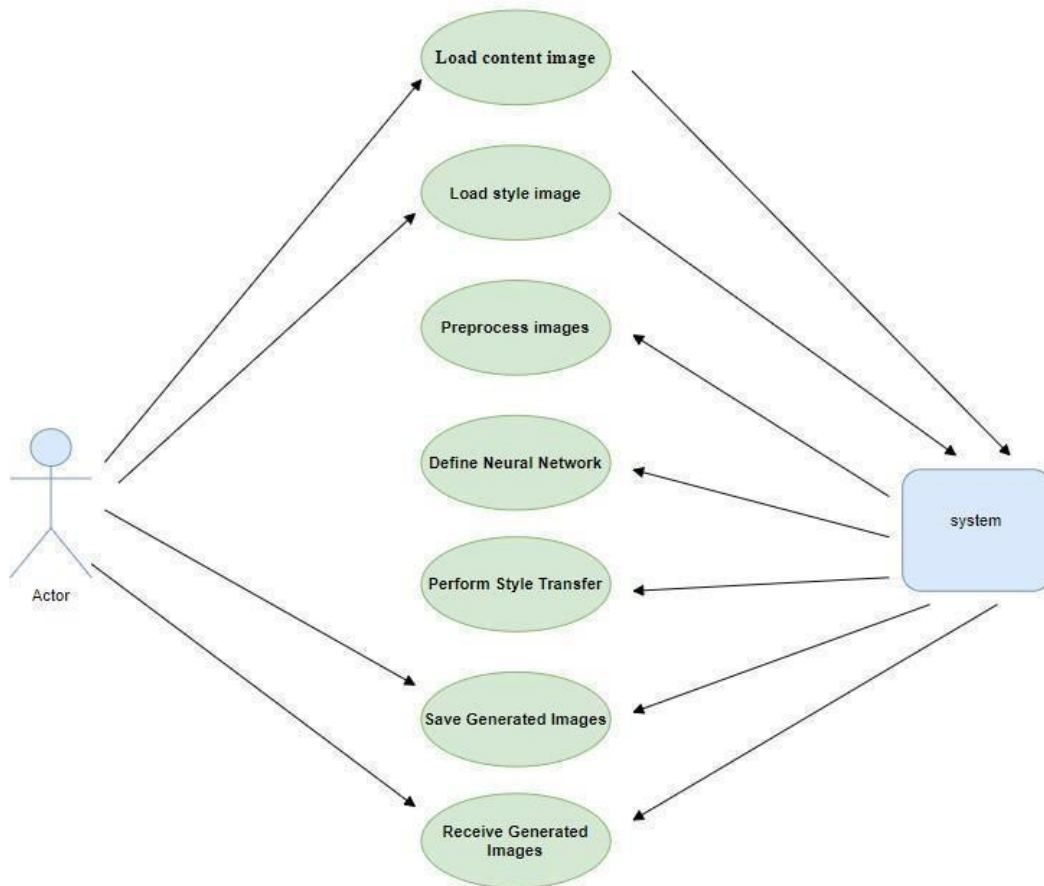 Load content image
Load style image
Preprocess images
Define Neural Network
system
Perform Style Transfer
Actor
Save Generated Images
Receive Generated
Images